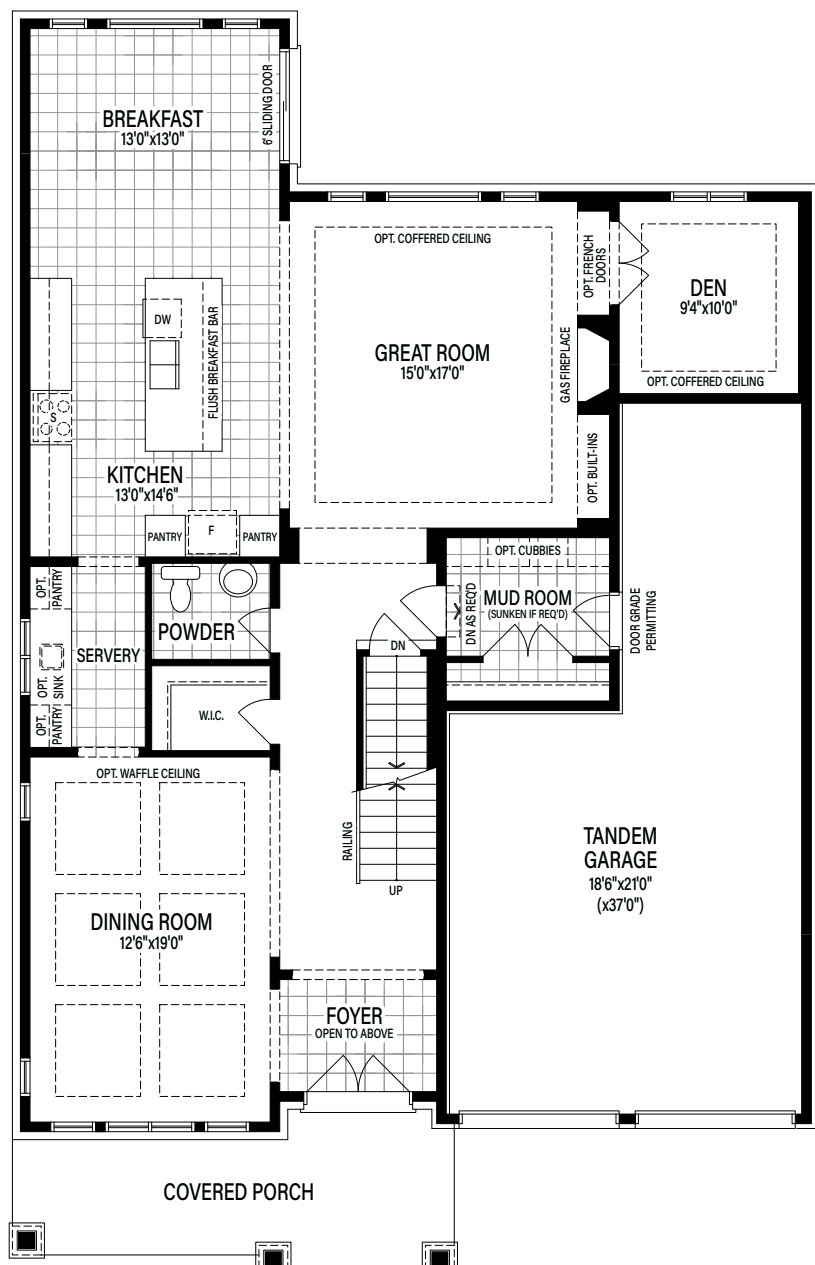 BREAKFAST
13'0"x13'0"
6' SLIDING DOOR
OPT. COFFERED CEILING
OPT. FRENCH
DOORS
DEN
9'4"x10'0"
OPT. COFFERED CEILING
DW
FLUSH BREAKFAST BAR
GREAT ROOM
15'0"x17'0"
GAS FIREPLACE
S
KITCHEN
13'0"x14'6"
OPT. BUILT-INS
PANTRY
F
PANTRY
OPT. CUBBIES
OPT.
PANTRY
POWDER
DN AS REQ'D
MUD ROOM
(SUNKEN IF REQ'D)
DOOR GRADE
PERMITTING
SERVERY
DN
OPT.
SINK
W.I.C.
OPT.
PANTRY
OPT. WAFFLE CEILING
RAILING
UP
TANDEM
GARAGE
18'6"x21'0"
(x37'0")
DINING ROOM
12'6"x19'0"
FOYER
OPEN TO ABOVE
COVERED PORCH